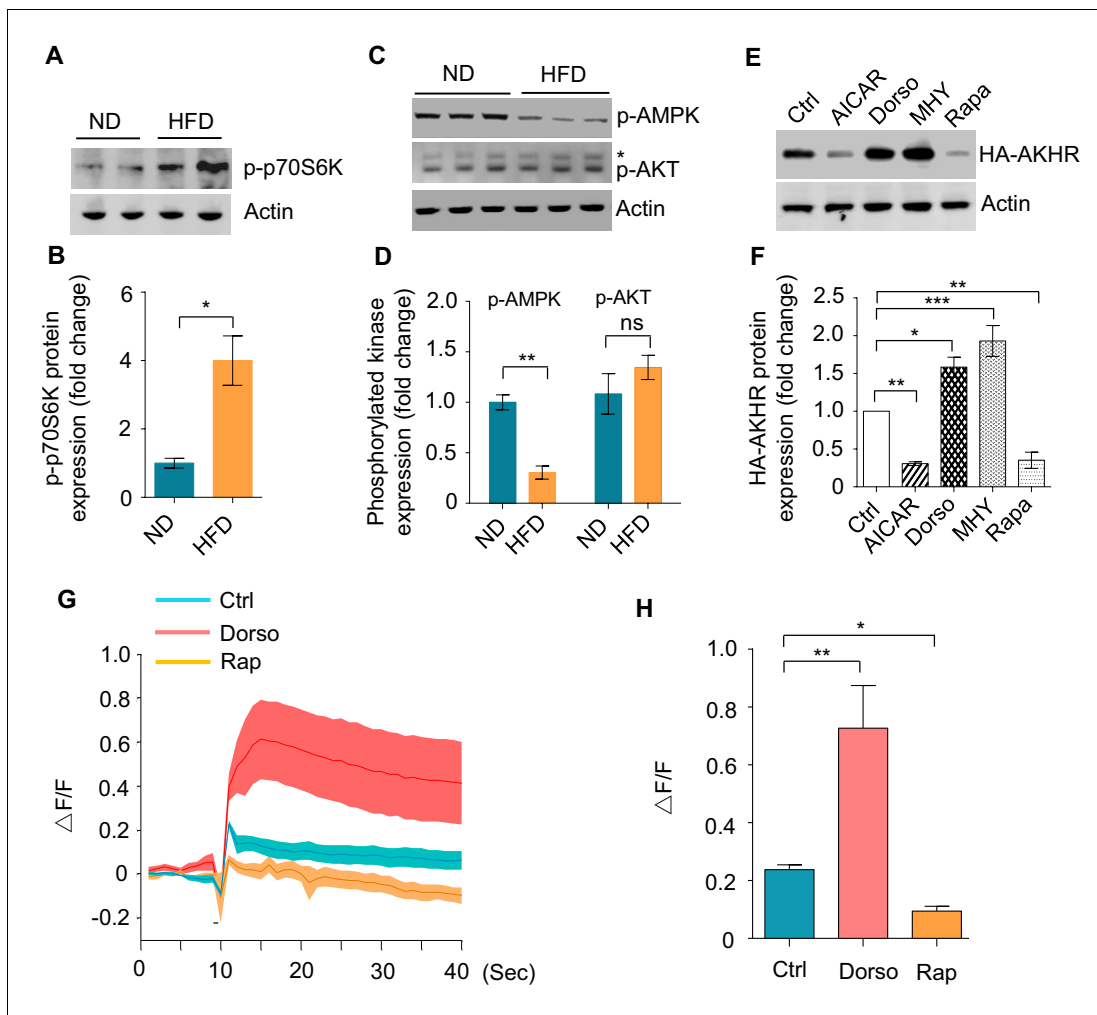 A
ND HFD
p-p70S6K
Actin
B
p-p70S6K protein
expression (fold change)
6
4
2
0
*
ND
HFD
C
ND HFD
p-AMPK
*
p-AKT
Actin
D
Phosphorylated kinase
expression (fold change)
2.0
1.5
1.0
0.5
0.0
p-AMPK p-AKT
** ns
ND
HFD
ND
HFD
E
Ctrl
AICAR
Dorso
MHY
Rapa
HA-AKHR
Actin
F
HA-AKHR protein
expression (fold change)
2.5
2.0
1.5
1.0
0.5
0
**
***
*
**
Ctrl
AICAR
Dorso
MHY
Rapa
G
Ctrl
Dorso
Rap
△F/F
1.0
0.8
0.6
0.4
0.2
0
-0.2
0 10 20 30 40 (Sec)
H
△F/F
1.0
0.8
0.6
0.4
0.2
0
*
**
Ctrl Dorso Rap